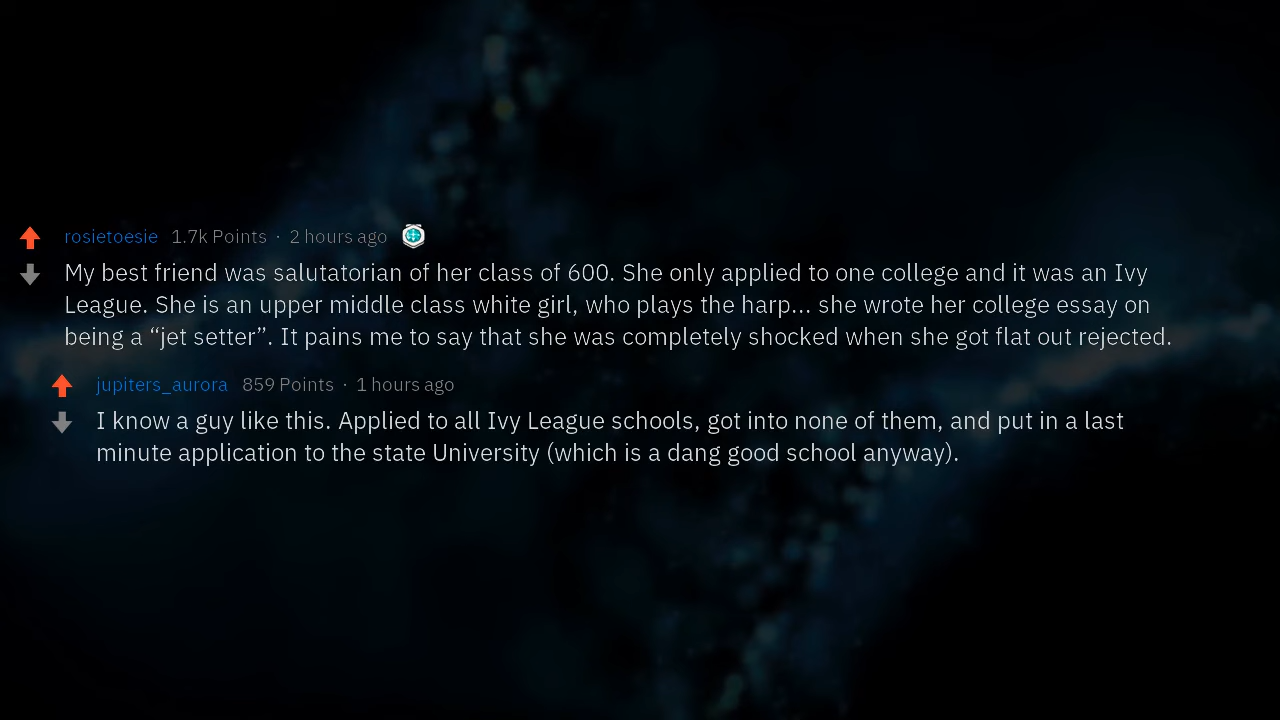 rosietoesie 1.7k Points · 2 hours ago
My best friend was salutatorian of her class of 600. She only applied to one college and it was an Ivy
League. She is an upper middle class white girl, who plays the harp... she wrote her college essay on
being a “jet setter”. It pains me to say that she was completely shocked when she got flat out rejected.
jupiters_aurora 859 Points · 1 hours ago
I know a guy like this. Applied to all Ivy League schools, got into none of them, and put in a last
minute application to the state University (which is a dang good school anyway).